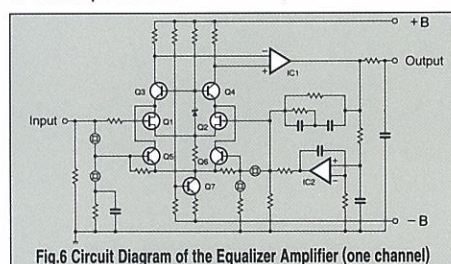 +B
Output
IC1
Q3
Q4
Input
Q1
Q2
Q5
Q6
IC2
Q7
−B
Fig.6 Circuit Diagram of the Equalizer Amplifier (one channel)